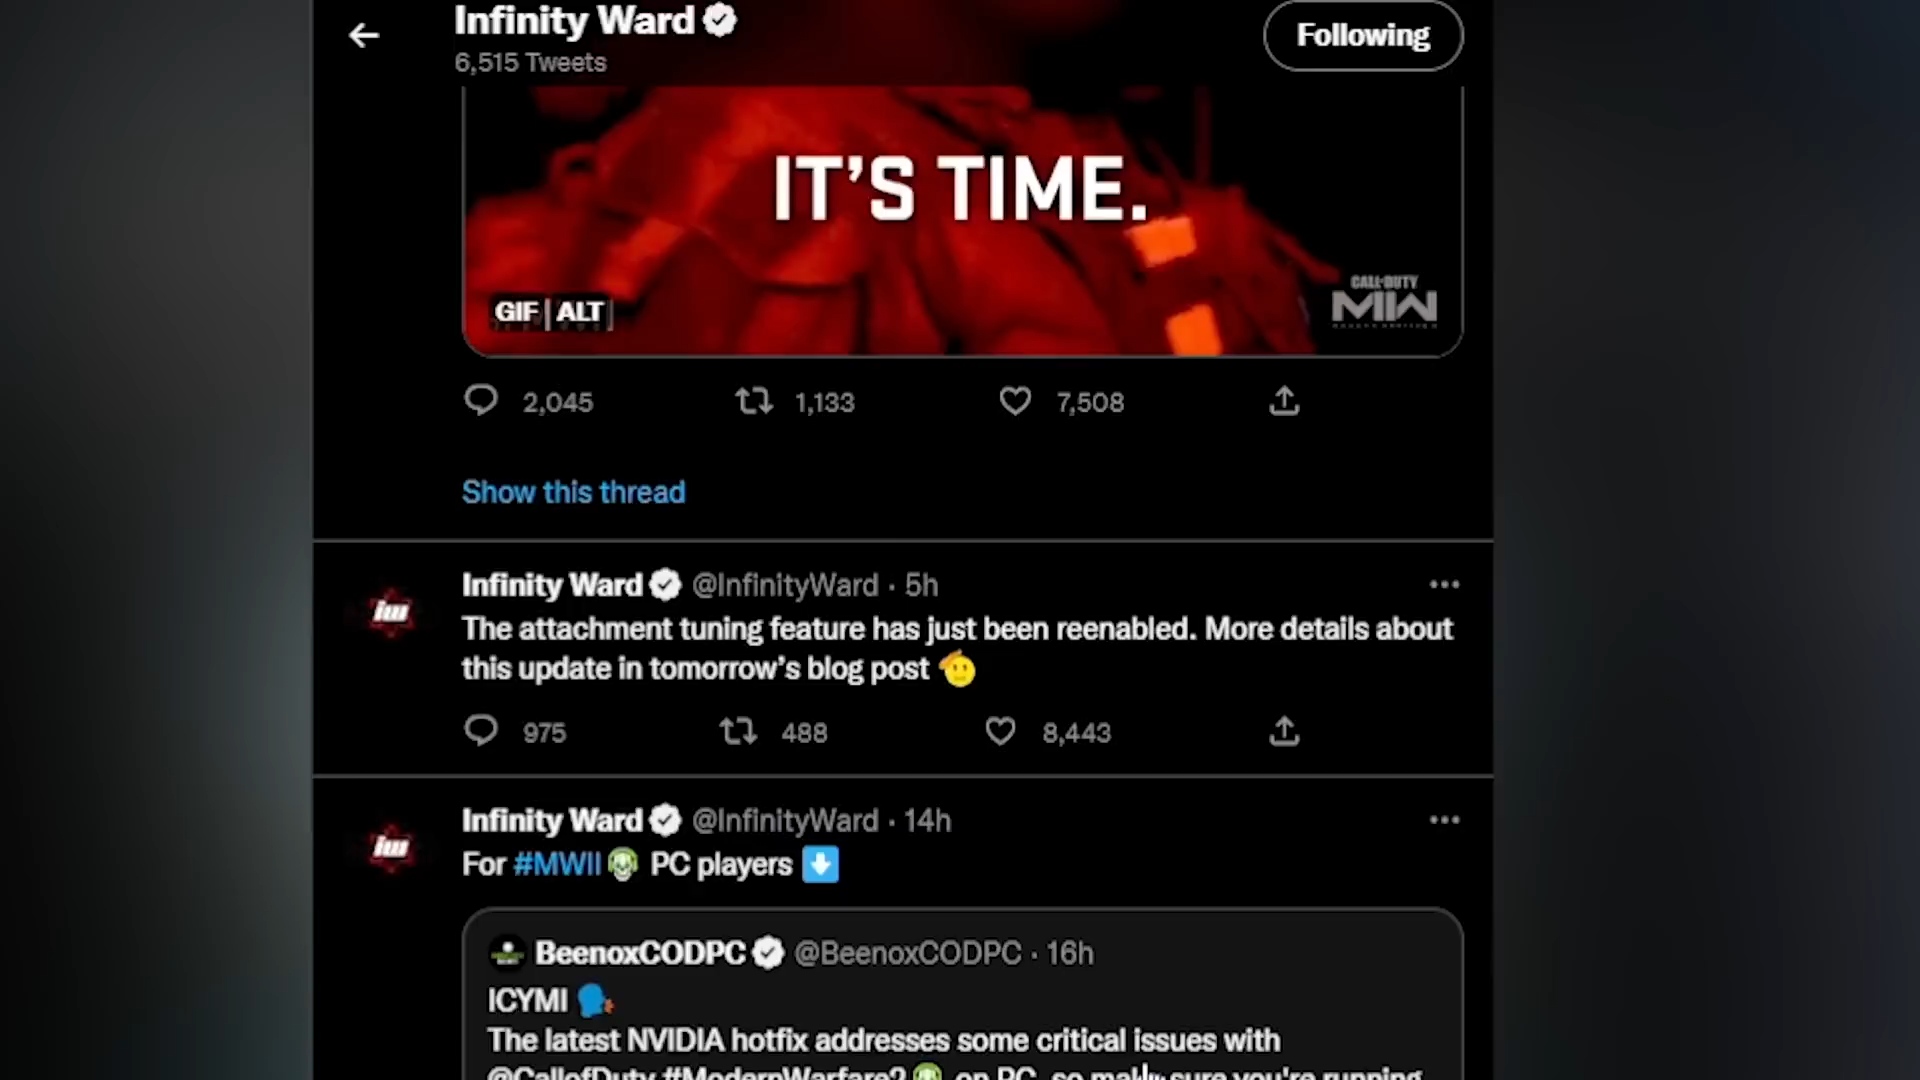 Infinity Ward
6,515 Tweets
Following
IT'S TIME.
GIF ALT
CALL OF DUTY
MW
2,045 1,133 7,508
Show this thread
Infinity Ward @InfinityWard · 5h
The attachment tuning feature has just been reenabled. More details about
this update in tomorrow's blog post
975 488 8,443
iw
Infinity Ward @InfinityWard · 14h
For #MWII PC players
iw
BeenoxCODPC @BeenoxCODPC · 16h
ICYMI
The latest NVIDIA hotfix addresses some critical issues with
@CallofDuty #ModernWarfare2 on PC, so make sure you're running